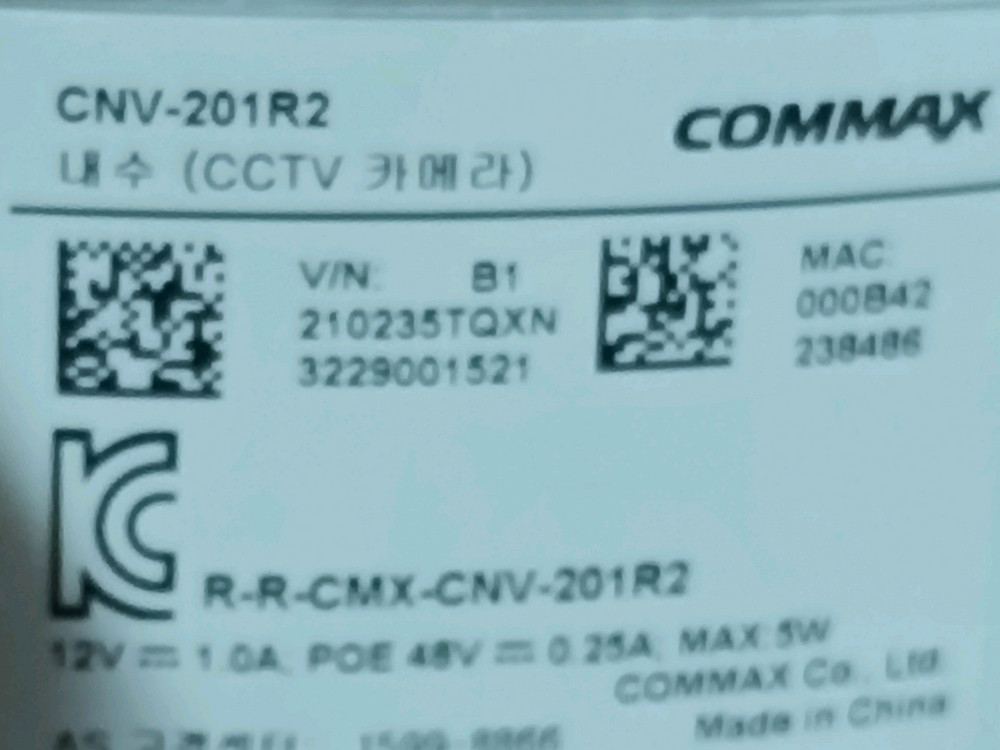 CNV-201R2
COMMAX
내수 (CCTV 카메라)
V/N: B1
210235TQXN
3229001521
MAC:
000B42
238486
R-R-CMX-CNV-201R2
12V ⎓ 1.0A, POE 48V ⎓ 0.25A, MAX 5W
COMMAX Co., Ltd
Made in China